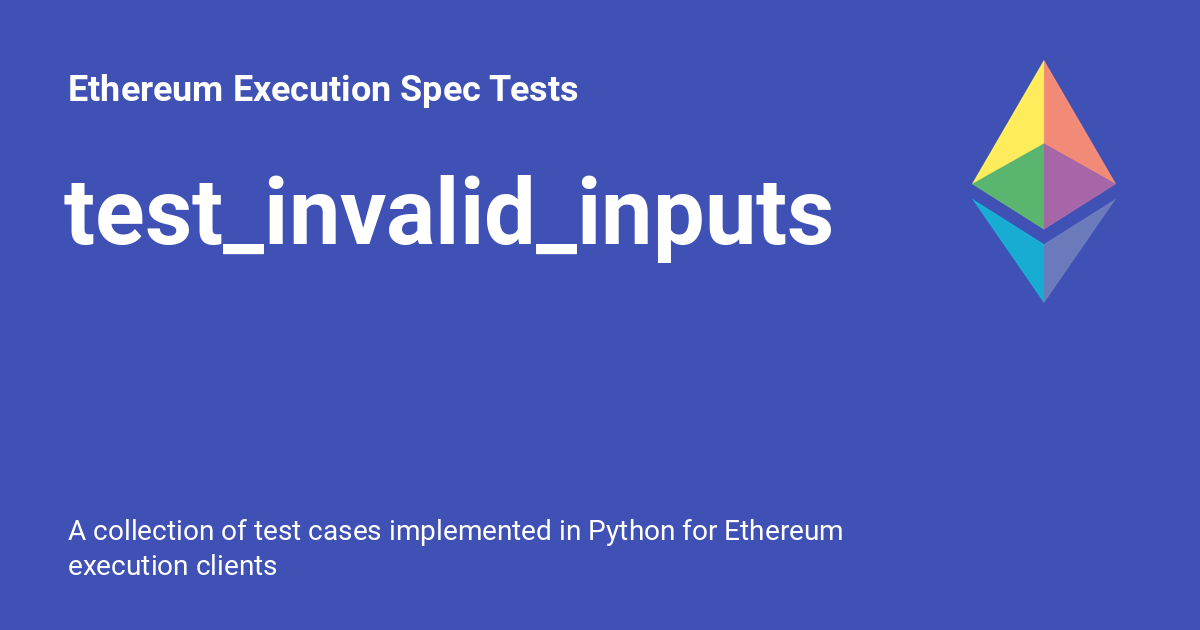 Ethereum Execution Spec Tests
test_invalid_inputs
A collection of test cases implemented in Python for Ethereum
execution clients